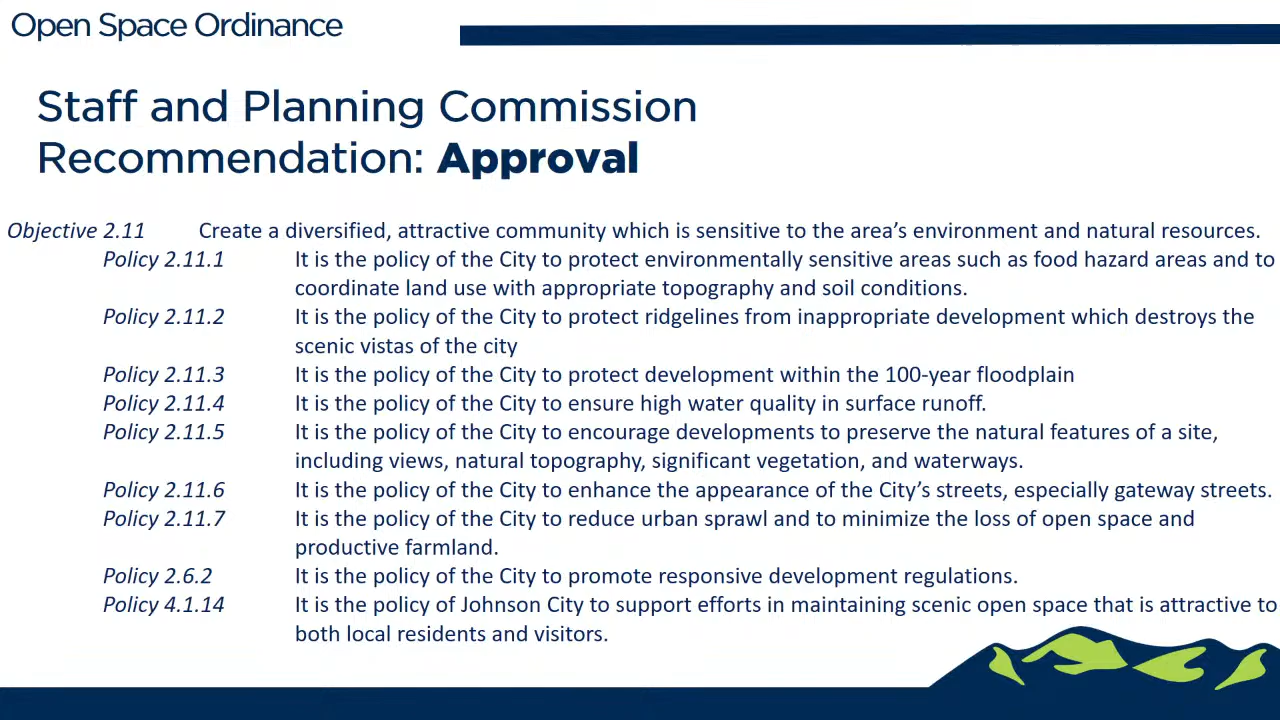 Open Space Ordinance
Staff and Planning Commission
Recommendation: Approval
Objective 2.11 Create a diversified, attractive community which is sensitive to the area’s environment and natural resources.
Policy 2.11.1 It is the policy of the City to protect environmentally sensitive areas such as food hazard areas and to
coordinate land use with appropriate topography and soil conditions.
Policy 2.11.2 It is the policy of the City to protect ridgelines from inappropriate development which destroys the
scenic vistas of the city
Policy 2.11.3 It is the policy of the City to protect development within the 100-year floodplain
Policy 2.11.4 It is the policy of the City to ensure high water quality in surface runoff.
Policy 2.11.5 It is the policy of the City to encourage developments to preserve the natural features of a site,
including views, natural topography, significant vegetation, and waterways.
Policy 2.11.6 It is the policy of the City to enhance the appearance of the City’s streets, especially gateway streets.
Policy 2.11.7 It is the policy of the City to reduce urban sprawl and to minimize the loss of open space and
productive farmland.
Policy 2.6.2 It is the policy of the City to promote responsive development regulations.
Policy 4.1.14 It is the policy of Johnson City to support efforts in maintaining scenic open space that is attractive to
both local residents and visitors.